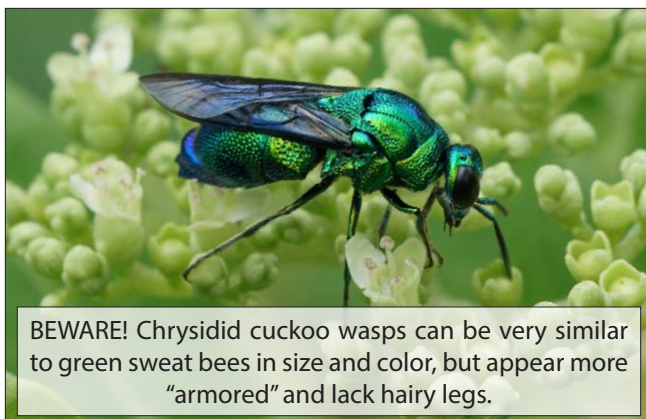 BEWARE! Chrysidid cuckoo wasps can be very similar
to green sweat bees in size and color, but appear more
“armored” and lack hairy legs.